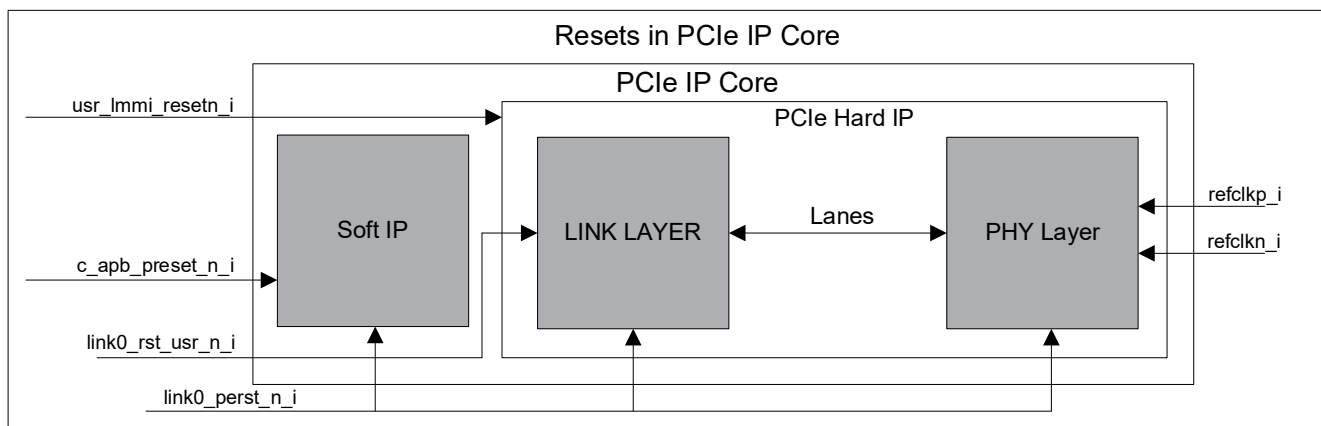 Resets in PCIe IP Core
PCIe IP Core
usr_lmmi_resetn_i
PCIe Hard IP
refclkp_i
Soft IP
LINK LAYER
Lanes
PHY Layer
refclkn_i
c_apb_preset_n_i
link0_rst_usr_n_i
link0_perst_n_i